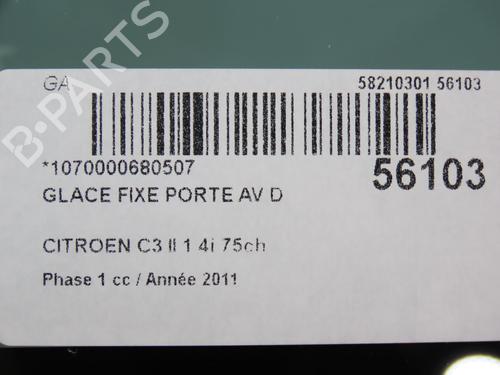 GA 58210301 56103
*1070000680507 56103
GLACE FIXE PORTE AV D
CITROEN C3 II 1 4i 75ch
Phase 1 cc / Année 2011
B-PARTS